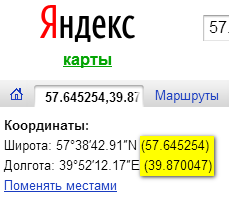 Яндекс
57.
карты
57.645254,39.87
Маршруты
Координаты:
Широта: 57°38'42.91"N (57.645254)
Долгота: 39°52'12.17"E (39.870047)
Поменять местами